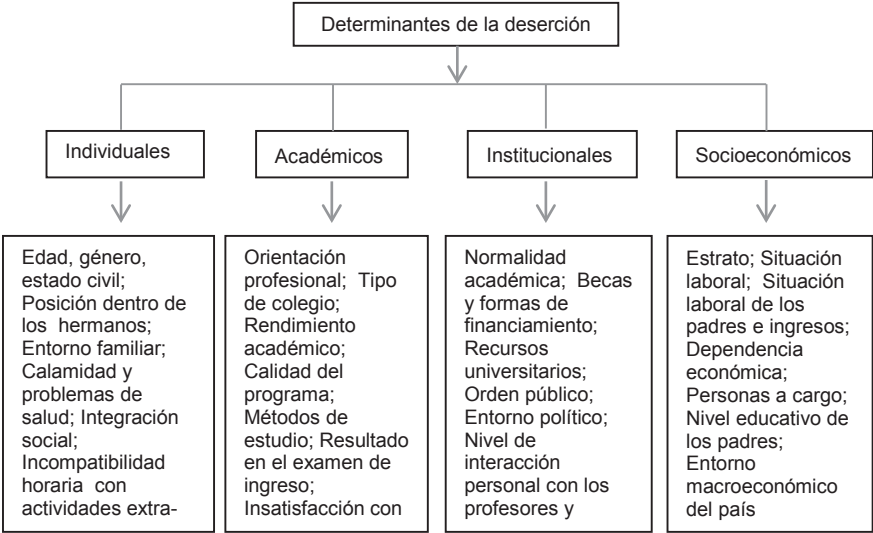 Determinantes de la deserción
Individuales
Académicos
Institucionales
Socioeconómicos
Edad, género,
estado civil;
Posición dentro de
los hermanos;
Entorno familiar;
Calamidad y
problemas de
salud; Integración
social;
Incompatibilidad
horaria con
actividades extra-
Orientación
profesional; Tipo
de colegio;
Rendimiento
académico;
Calidad del
programa;
Métodos de
estudio; Resultado
en el examen de
ingreso;
Insatisfacción con
Normalidad
académica; Becas
y formas de
financiamiento;
Recursos
universitarios;
Orden público;
Entorno político;
Nivel de
interacción
personal con los
profesores y
Estrato; Situación
laboral; Situación
laboral de los
padres e ingresos;
Dependencia
económica;
Personas a cargo;
Nivel educativo de
los padres;
Entorno
macroeconómico
del país